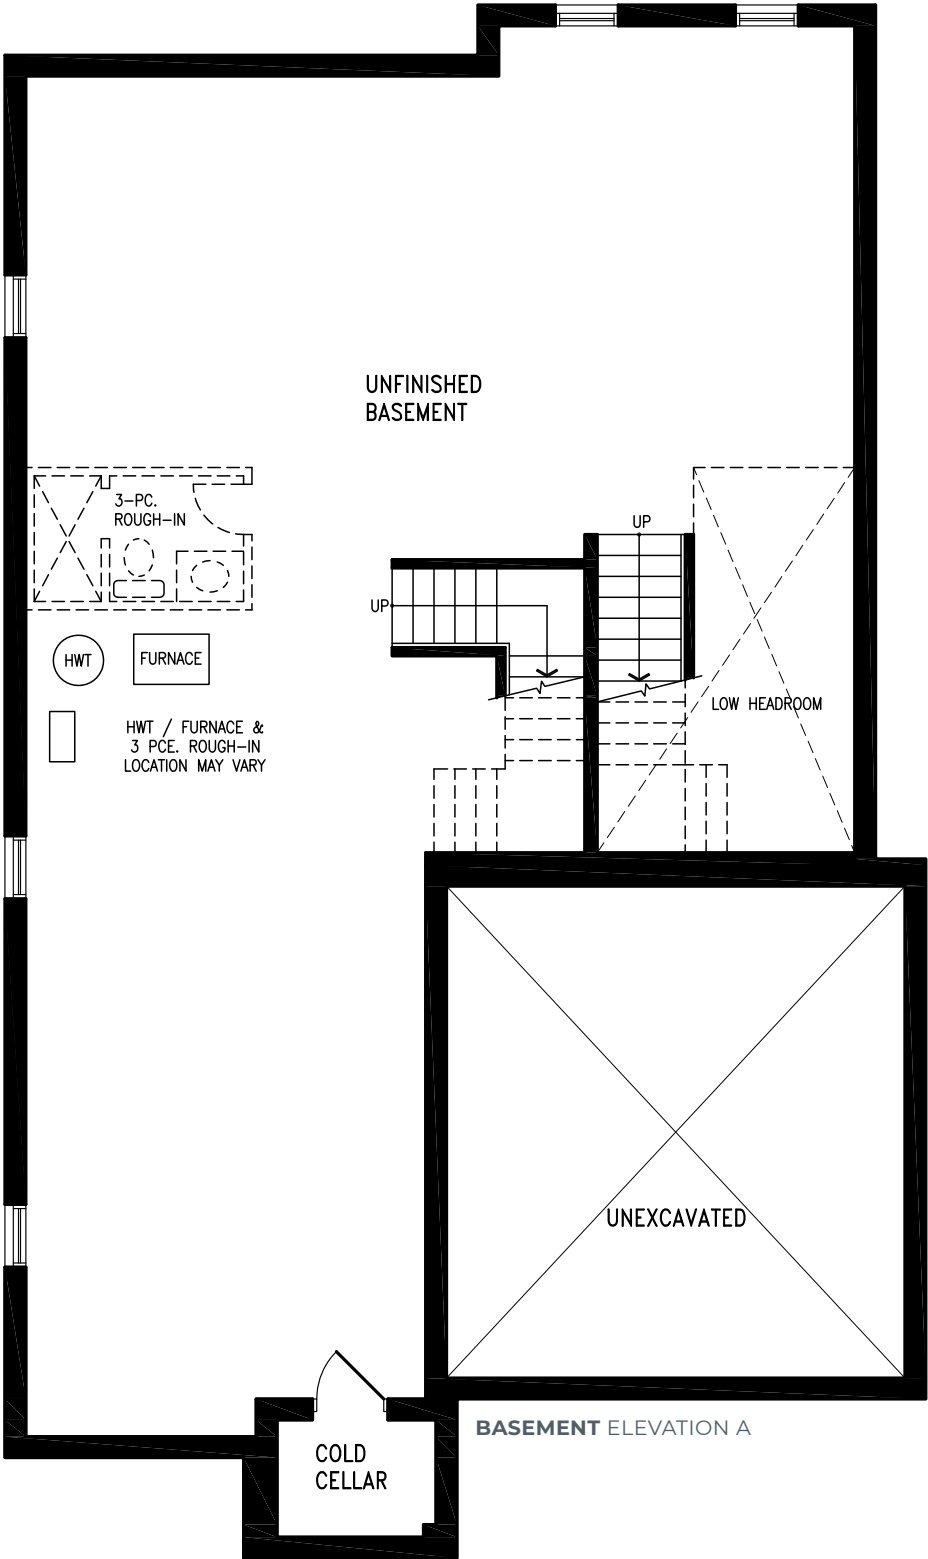 UNFINISHED
BASEMENT
3-PC.
ROUGH-IN
UP
UP
HWT
FURNACE
LOW HEADROOM
HWT / FURNACE &
3 PCE. ROUGH-IN
LOCATION MAY VARY
UNEXCAVATED
BASEMENT ELEVATION A
COLD
CELLAR